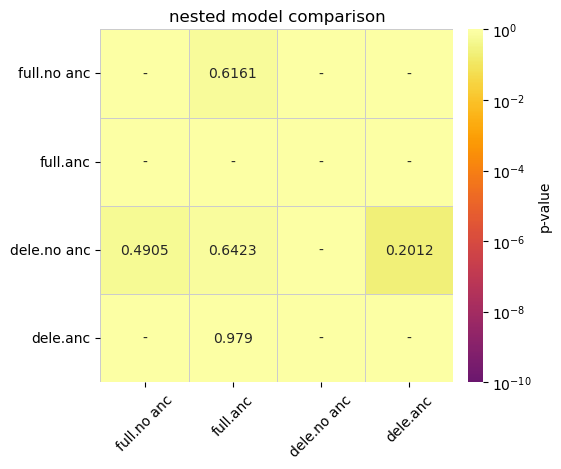 nested model comparison
full.no anc
- 0.6161 - -
full.anc
- - - -
dele.no anc
0.4905 0.6423 - 0.2012
dele.anc
- 0.979 - -
full.no anc
full.anc
dele.no anc
dele.anc
10^0
10^-2
10^-4
10^-6
10^-8
10^-10
p-value